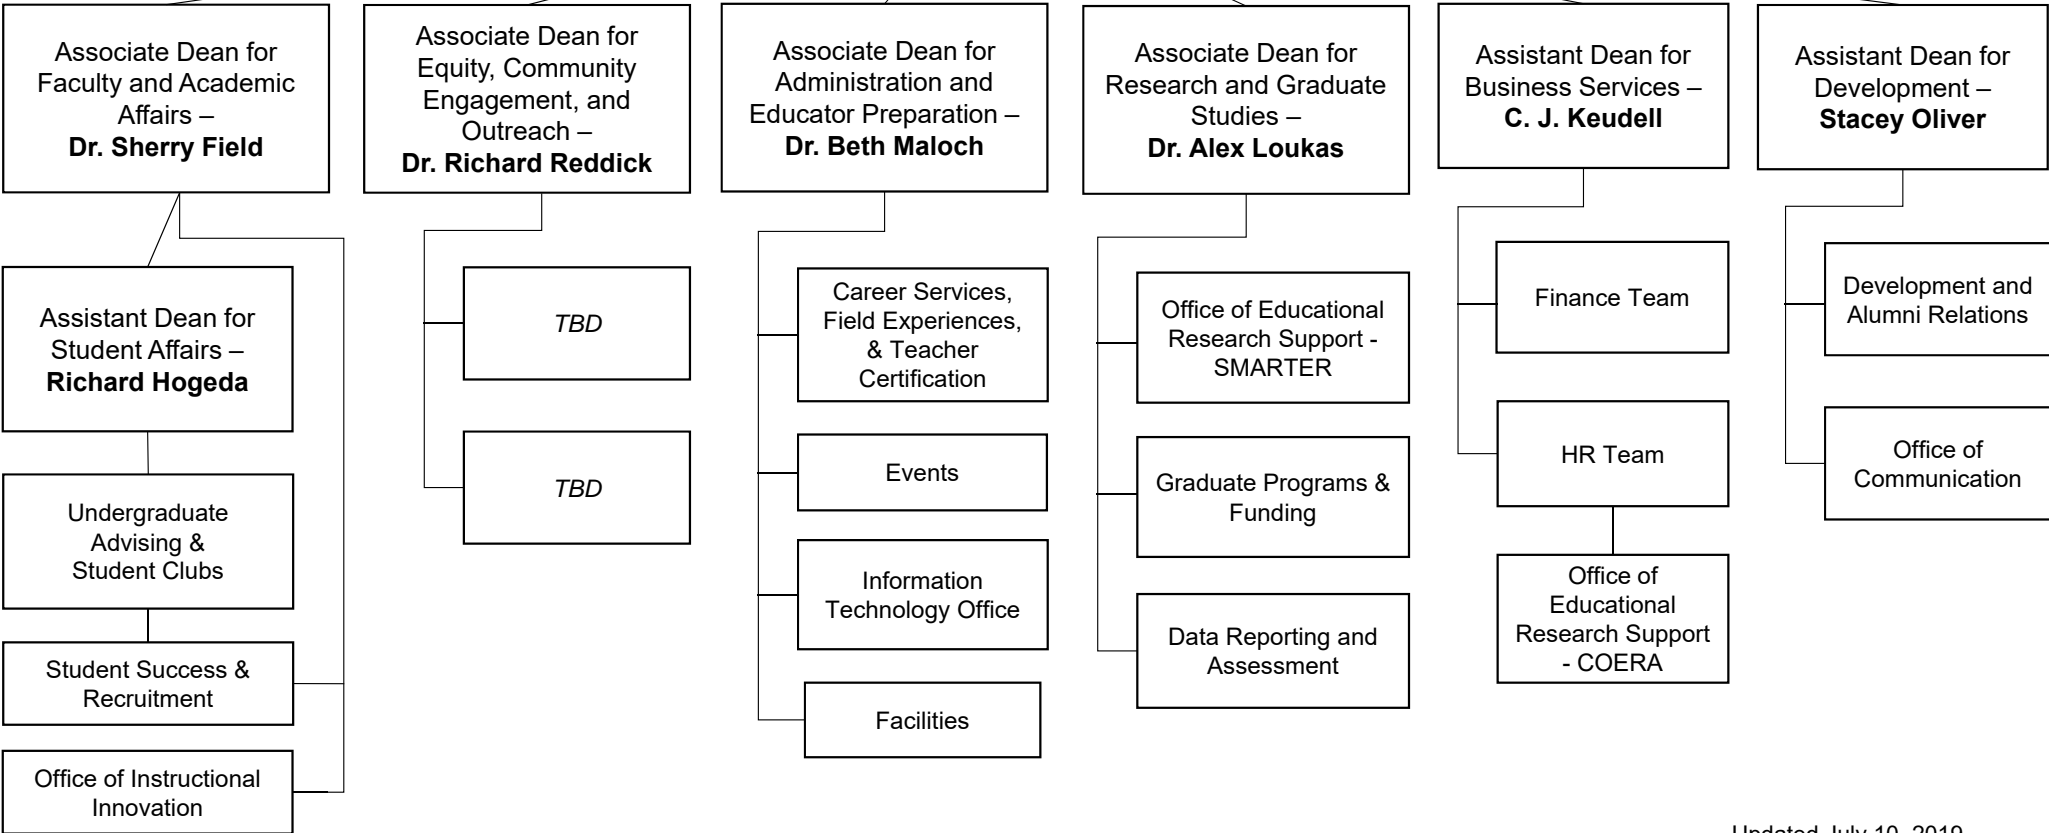 Associate Dean for
Faculty and Academic
Affairs –
Dr. Sherry Field
Associate Dean for
Equity, Community
Engagement, and
Outreach –
Dr. Richard Reddick
Associate Dean for
Administration and
Educator Preparation –
Dr. Beth Maloch
Associate Dean for
Research and Graduate
Studies –
Dr. Alex Loukas
Assistant Dean for
Business Services –
C. J. Keudell
Assistant Dean for
Development –
Stacey Oliver
Assistant Dean for
Student Affairs –
Richard Hogeda
Undergraduate
Advising &
Student Clubs
Student Success &
Recruitment
Office of Instructional
Innovation
TBD
TBD
Career Services,
Field Experiences,
& Teacher
Certification
Events
Information
Technology Office
Facilities
Office of Educational
Research Support -
SMARTER
Graduate Programs &
Funding
Data Reporting and
Assessment
Finance Team
HR Team
Office of
Educational
Research Support
- COERA
Development and
Alumni Relations
Office of
Communication
Updated July 10, 2019